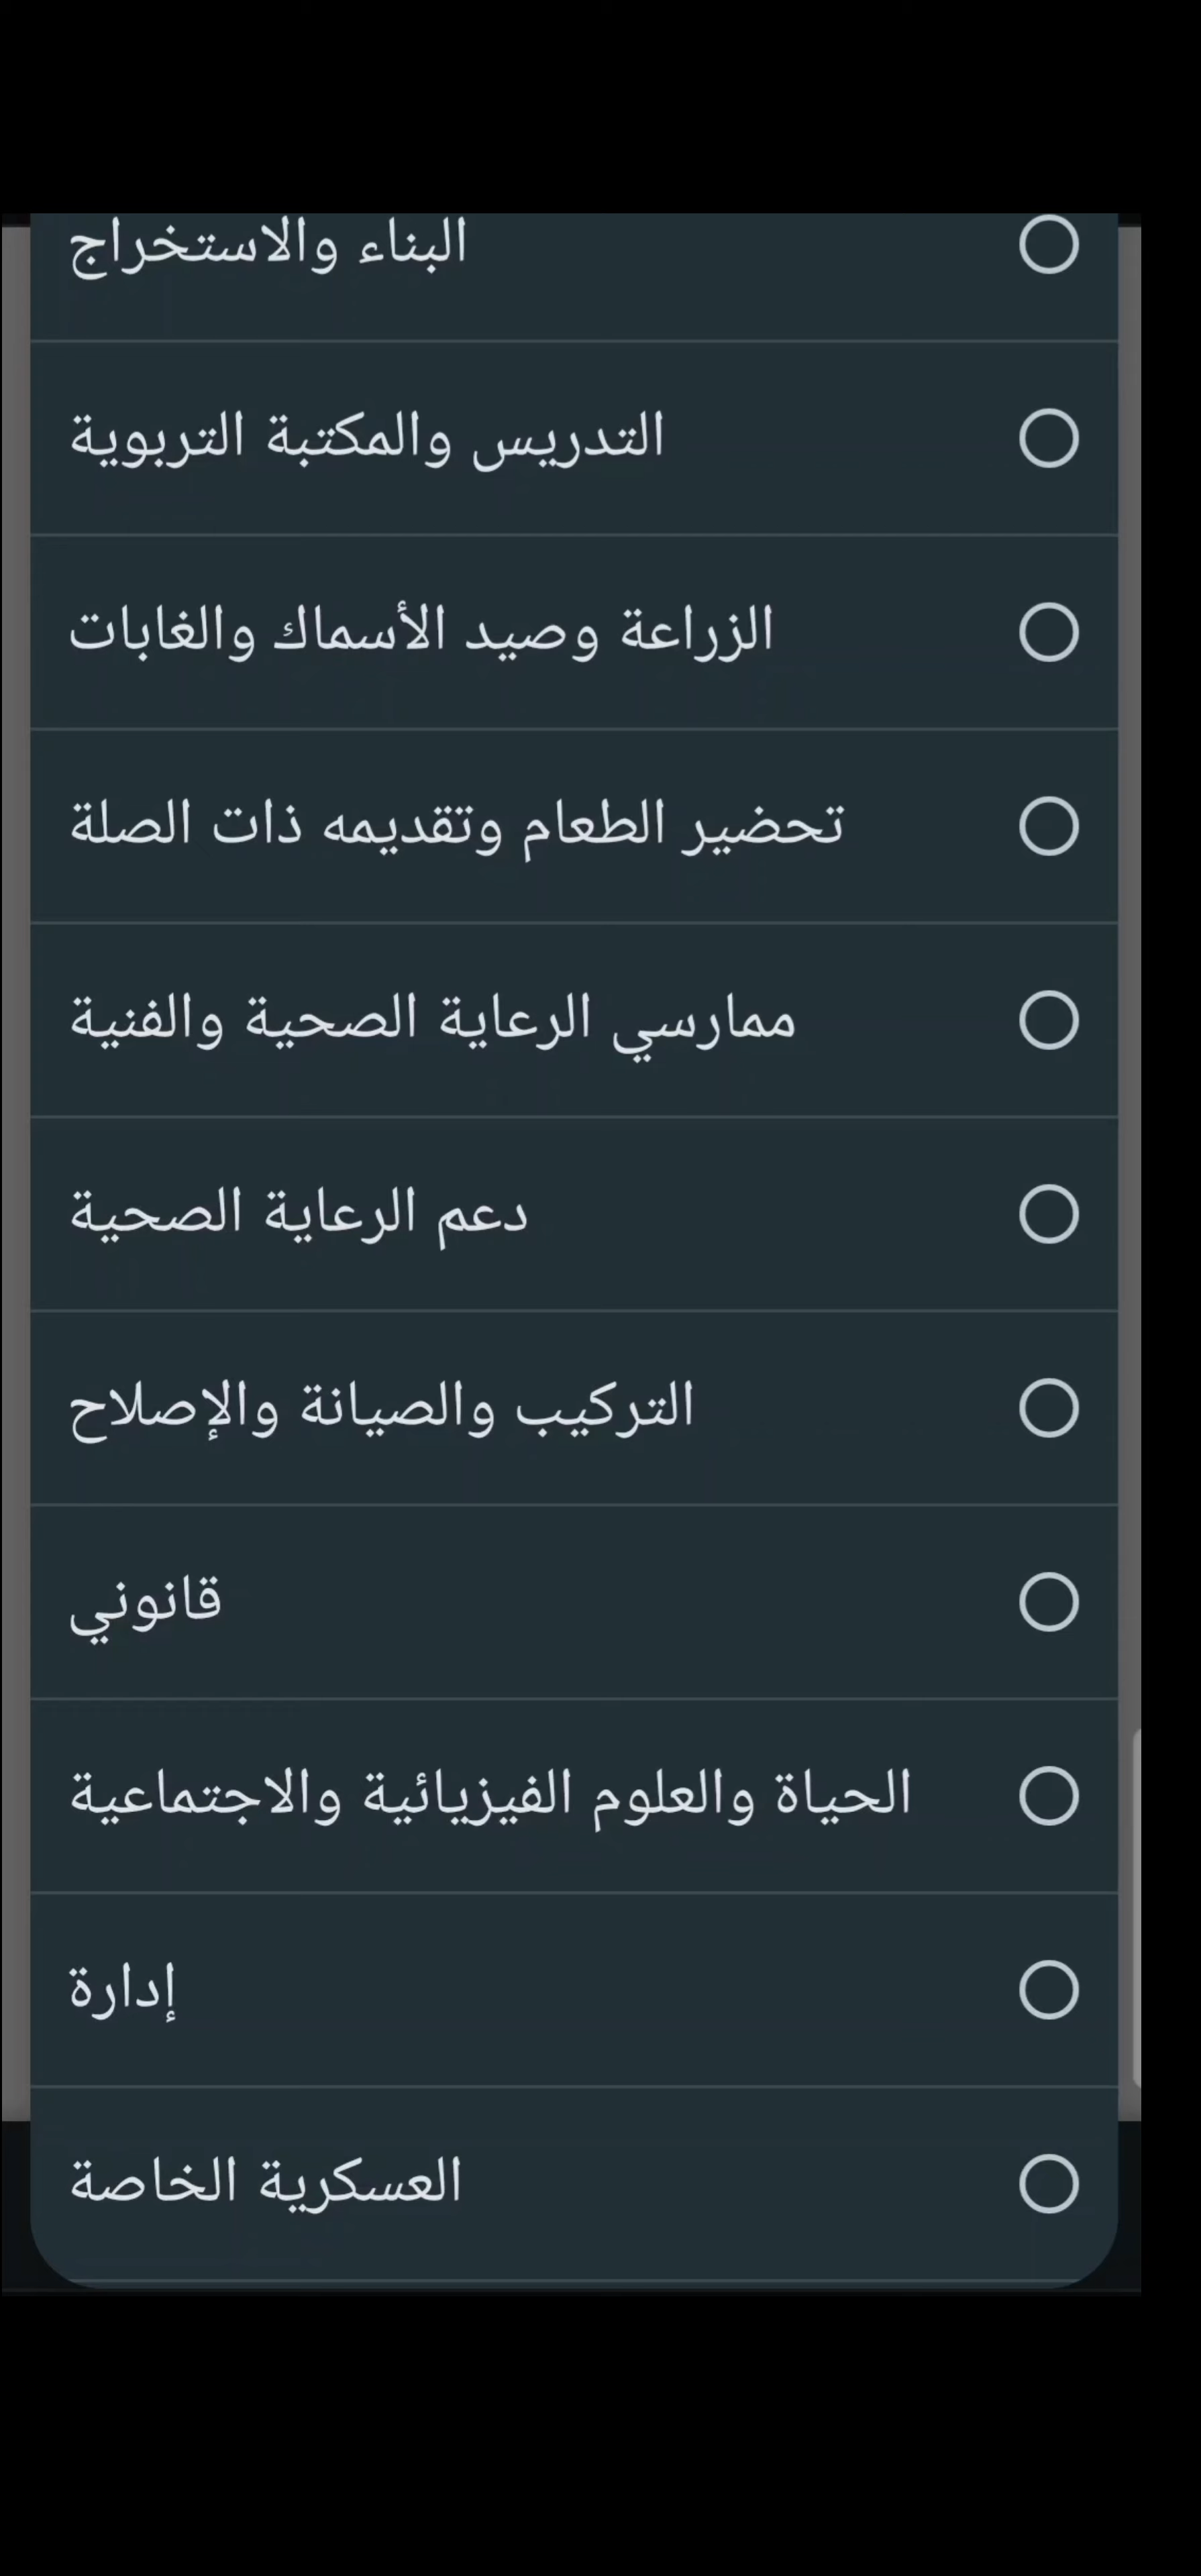 البناء والاستخراج
التدريس والمكتبة التربوية
الزراعة وصيد الأسماك والغابات
تحضير الطعام وتقديمه ذات الصلة
ممارسي الرعاية الصحية والفنية
دعم الرعاية الصحية
التركيب والصيانة والإصلاح
قانوني
الحياة والعلوم الفيزيائية والاجتماعية
إدارة
العسكرية الخاصة